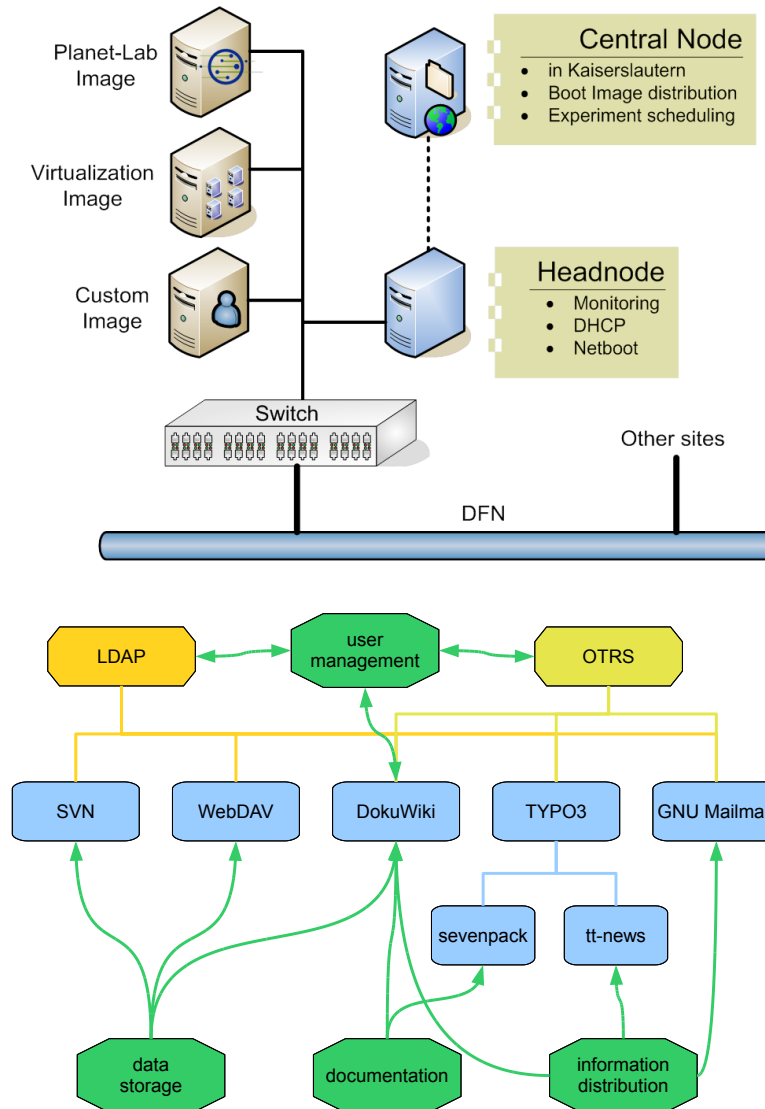 Planet-Lab
Image
Central Node
• in Kaiserslautern
• Boot Image distribution
• Experiment scheduling
Virtualization
Image
Custom
Image
Headnode
• Monitoring
• DHCP
• Netboot
Switch
Other sites
DFN
LDAP
user
management
OTRS
SVN
WebDAV
DokuWiki
TYPO3
GNU Mailma
sevenpack
tt-news
data
storage
documentation
information
distribution